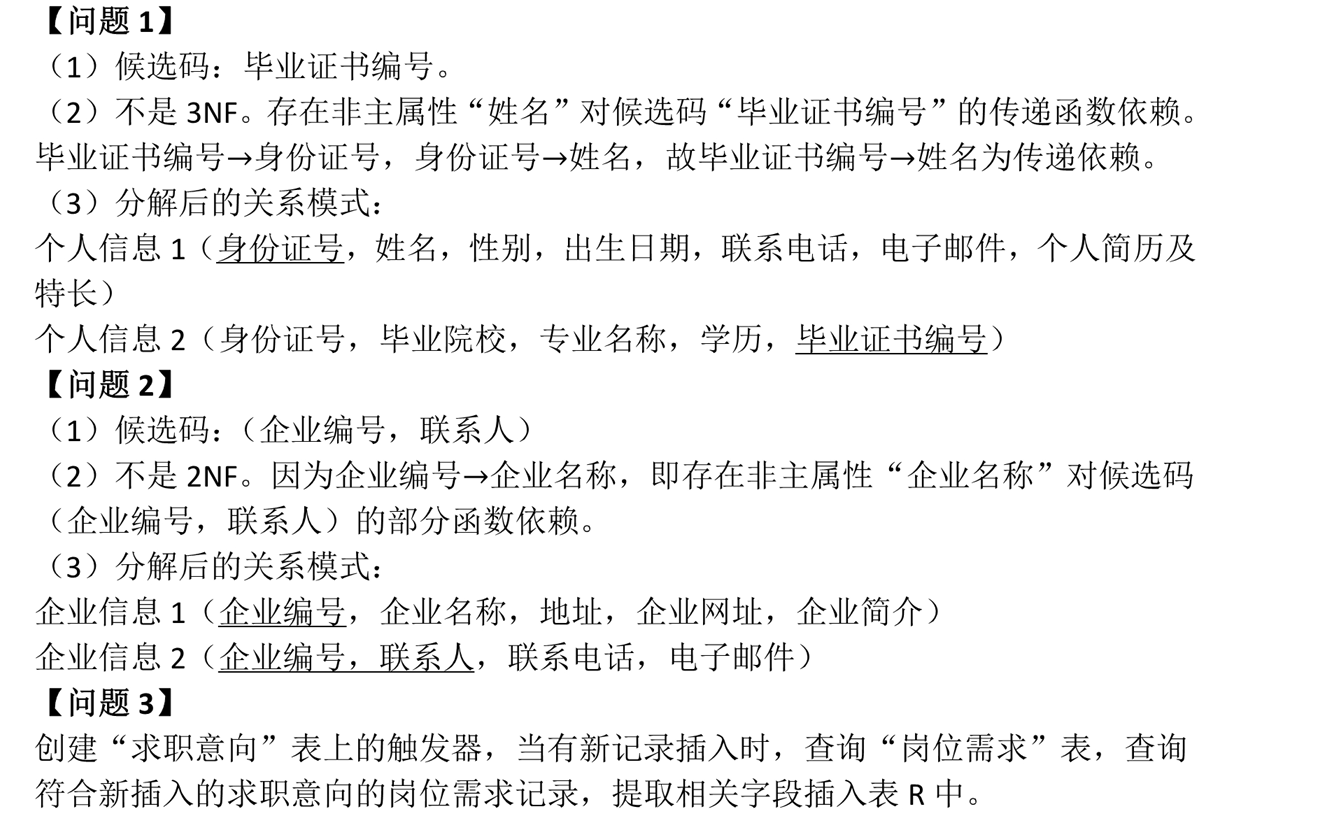 【问题 1】
（1）候选码：毕业证书编号。
（2）不是 3NF。存在非主属性“姓名”对候选码“毕业证书编号”的传递函数依赖。
毕业证书编号→身份证号，身份证号→姓名，故毕业证书编号→姓名为传递依赖。
（3）分解后的关系模式：
个人信息 1（身份证号，姓名，性别，出生日期，联系电话，电子邮件，个人简历及
特长）
个人信息 2（身份证号，毕业院校，专业名称，学历，毕业证书编号）
【问题 2】
（1）候选码：（企业编号，联系人）
（2）不是 2NF。因为企业编号→企业名称，即存在非主属性“企业名称”对候选码
（企业编号，联系人）的部分函数依赖。
（3）分解后的关系模式：
企业信息 1（企业编号，企业名称，地址，企业网址，企业简介）
企业信息 2（企业编号，联系人，联系电话，电子邮件）
【问题 3】
创建“求职意向”表上的触发器，当有新记录插入时，查询“岗位需求”表，查询
符合新插入的求职意向的岗位需求记录，提取相关字段插入表 R 中。